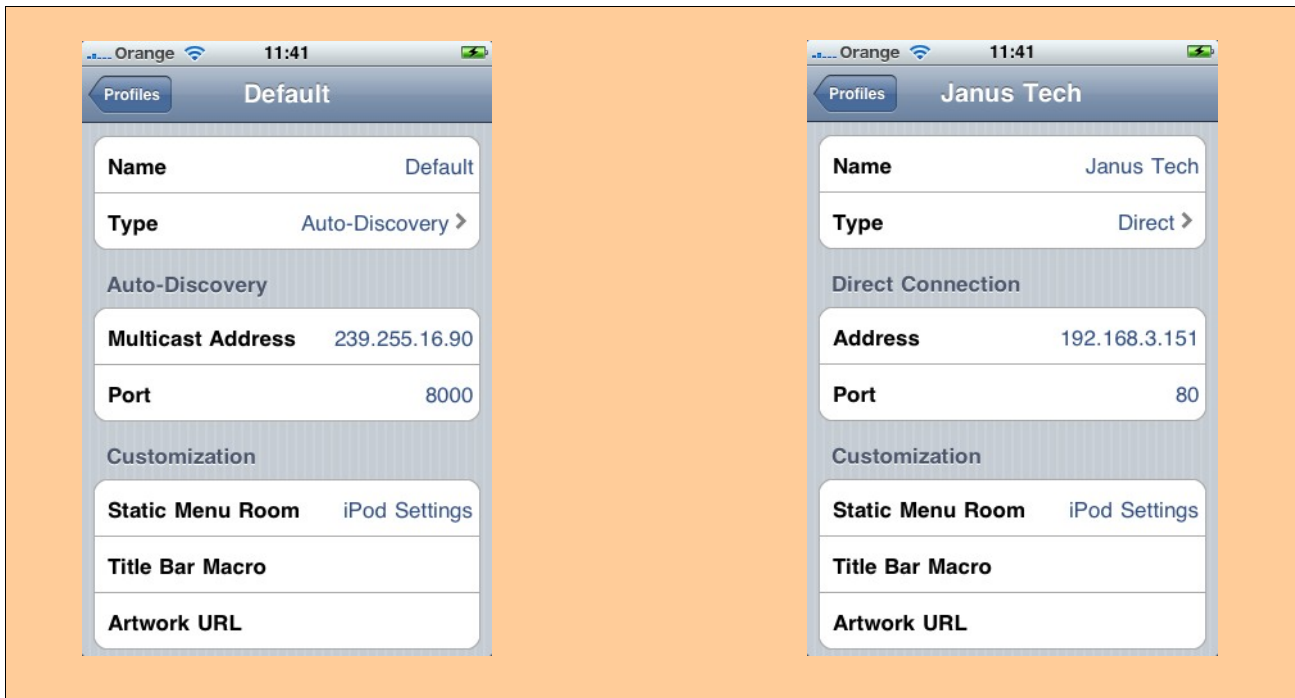 Orange 11:41
Profiles Default
Name Default
Type Auto-Discovery
Auto-Discovery
Multicast Address 239.255.16.90
Port 8000
Customization
Static Menu Room iPod Settings
Title Bar Macro
Artwork URL
Orange 11:41
Profiles Janus Tech
Name Janus Tech
Type Direct
Direct Connection
Address 192.168.3.151
Port 80
Customization
Static Menu Room iPod Settings
Title Bar Macro
Artwork URL